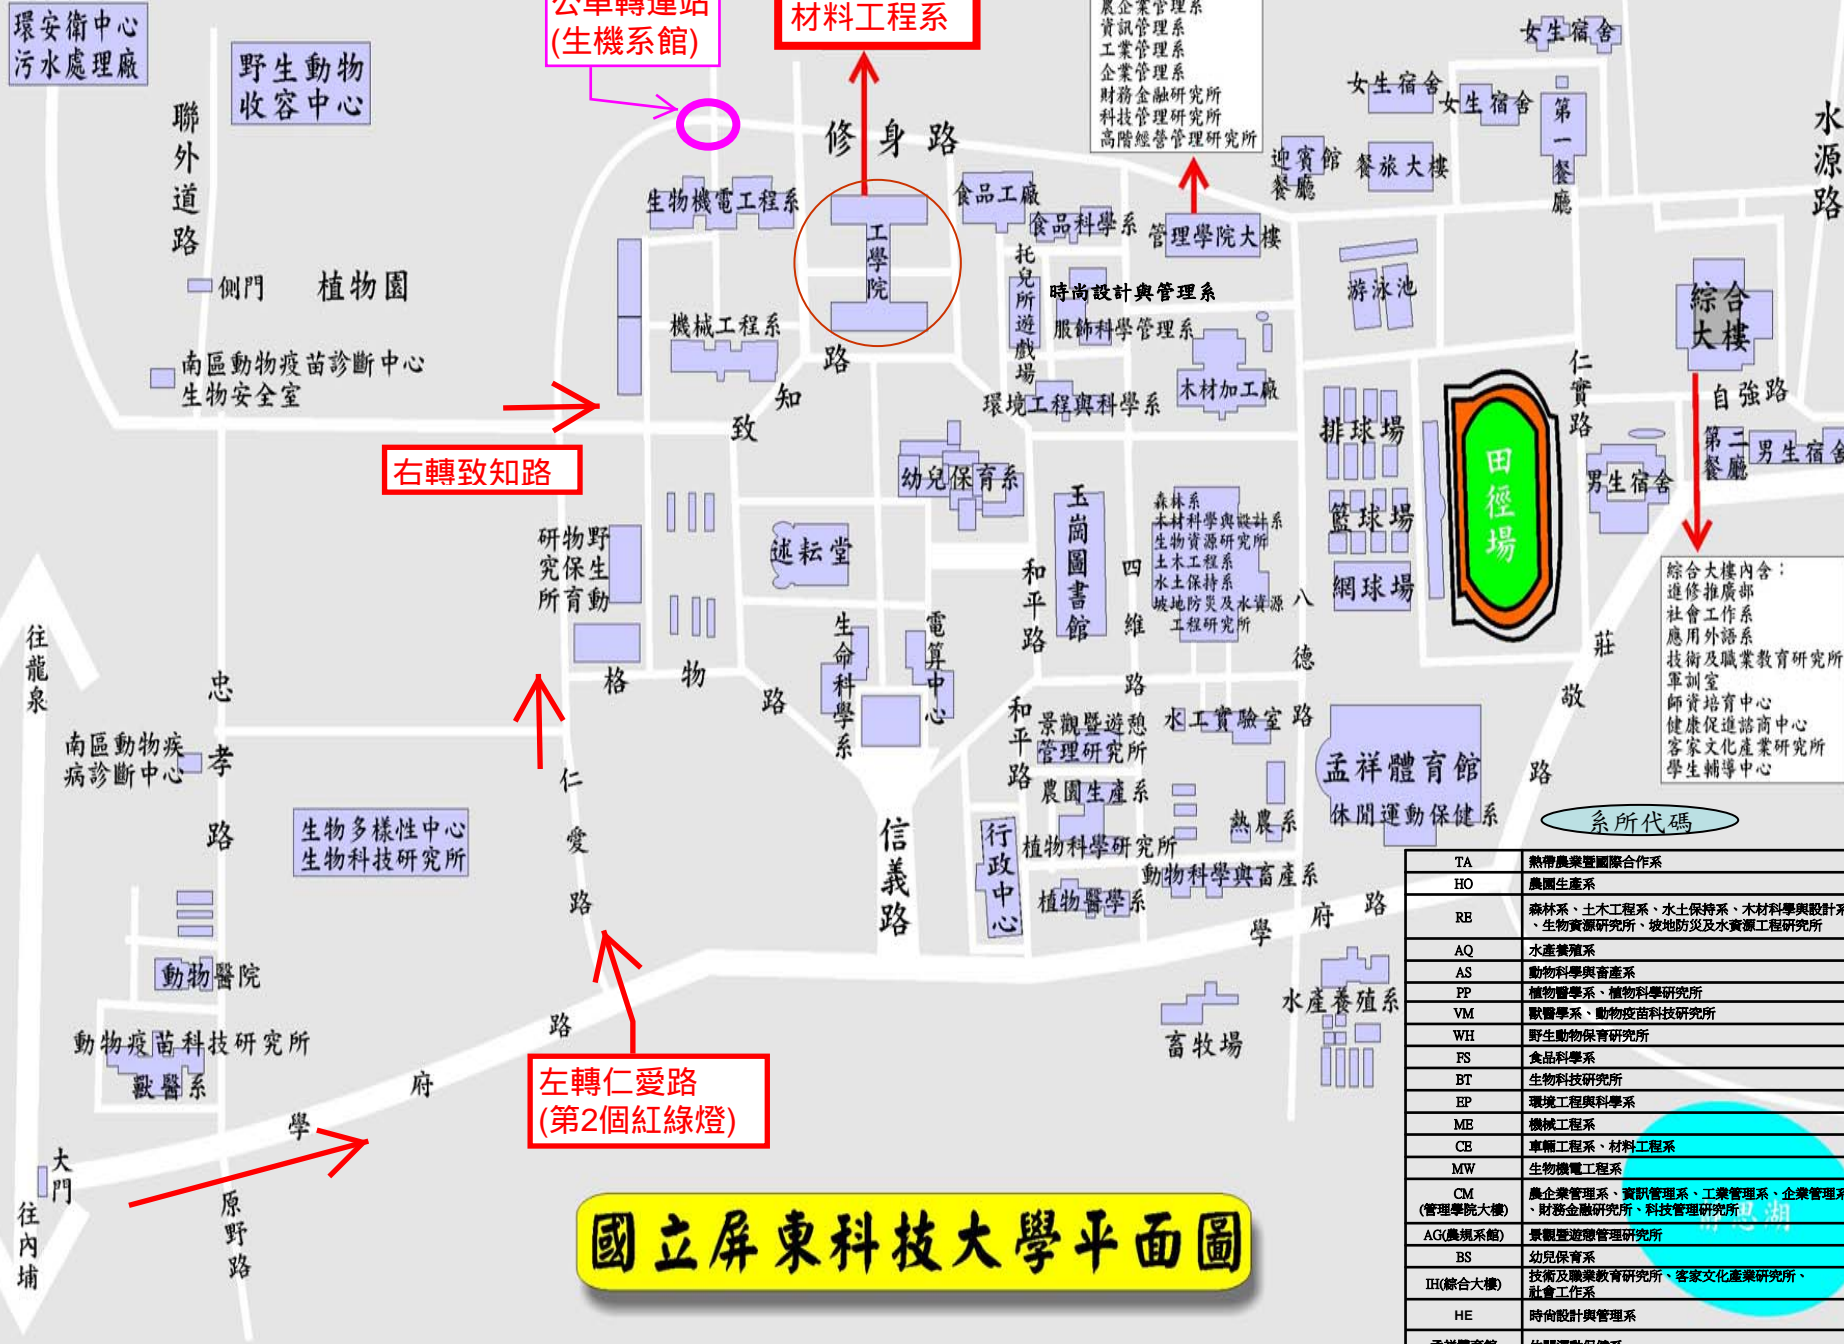 環安衛中心
污水處理廠
野生動物
收容中心
聯外道路
公車轉運站
(生機系館)
材料工程系
農企業管理系
資訊管理系
工業管理系
企業管理系
財務金融研究所
科技管理研究所
高階經營管理研究所
女生宿舍
女生宿舍
女生宿舍
第一餐廳
水源路
修身路
迎賓館
餐廳
餐旅大樓
生物機電工程系
工學院
食品工廠
食品科學系
管理學院大樓
側門
植物園
托兒所遊戲場
時尚設計與管理系
服飾科學管理系
游泳池
綜合
大樓
機械工程系
南區動物疫苗診斷中心
生物安全室
致知路
環境工程與科學系
木材加工廠
仁實路
自強路
排球場
右轉致知路
幼兒保育系
田徑場
第二餐廳
男生宿舍
男生宿舍
玉崗圖書館
森林系
木材科學與設計系
生物資源研究所
土木工程系
水土保持系
坡地防災及水資源
工程研究所
籃球場
網球場
野生動
物保育
研究所
述耘堂
和平路
四維路
八德路
綜合大樓內含：
進修推廣部
社會工作系
應用外語系
技術及職業教育研究所
軍訓室
師資培育中心
健康促進諮商中心
客家文化產業研究所
學生輔導中心
往龍泉
忠孝路
格物路
生命科學系
電算中心
莊敬路
南區動物疾
病診斷中心
和平路
景觀暨遊憩
管理研究所
水工實驗室
孟祥體育館
休閒運動保健系
仁愛路
農園生產系
熱農系
生物多樣性中心
生物科技研究所
信義路
行政中心
植物科學研究所
動物科學與畜產系
植物醫學系
學府路
動物醫院
水產養殖系
畜牧場
動物疫苗科技研究所
獸醫系
左轉仁愛路
(第2個紅綠燈)
學府路
大門
往內埔
原野路
國立屏東科技大學平面圖
系所代碼
TA 熱帶農業暨國際合作系
HO 農園生產系
RE 森林系、土木工程系、水土保持系、木材科學與設計系
、生物資源研究所、坡地防災及水資源工程研究所
AQ 水產養殖系
AS 動物科學與畜產系
PP 植物醫學系、植物科學研究所
VM 獸醫學系、動物疫苗科技研究所
WH 野生動物保育研究所
FS 食品科學系
BT 生物科技研究所
EP 環境工程與科學系
ME 機械工程系
CE 車輛工程系、材料工程系
MW 生物機電工程系
CM 農企業管理系、資訊管理系、工業管理系、企業管理系
(管理學院大樓) 、財務金融研究所、科技管理研究所
AG(農規系館) 景觀暨遊憩管理研究所
BS 幼兒保育系
IH(綜合大樓) 技術及職業教育研究所、客家文化產業研究所、
社會工作系
HE 時尚設計與管理系